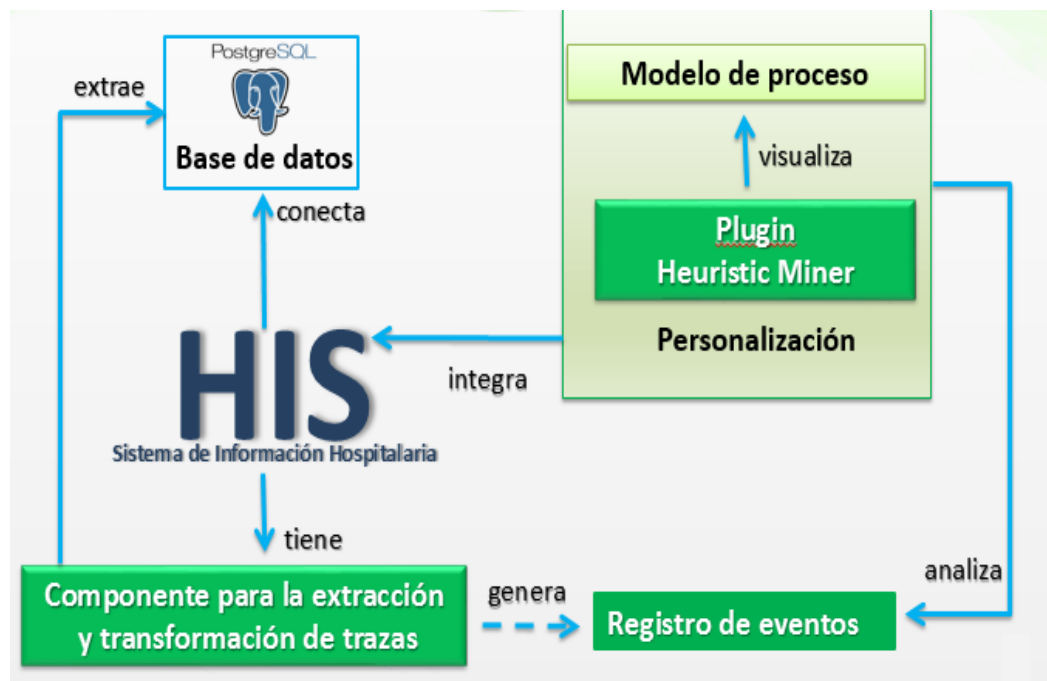 PostgreSQL
extrae
Base de datos
conecta
Modelo de proceso
visualiza
Plugin
Heuristic Miner
Personalización
HIS
integra
Sistema de Información Hospitalaria
tiene
Componente para la extracción
y transformación de trazas
genera
Registro de eventos
analiza